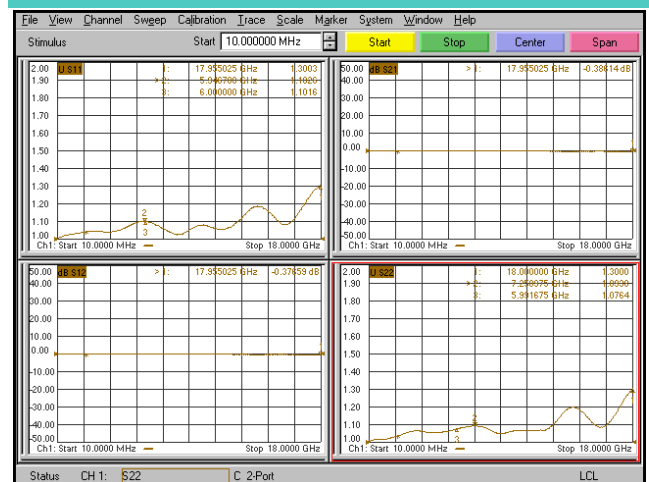 File View Channel Sweep Calibration Trace Scale Marker System Window Help
Stimulus Start 10.000000 MHz Start Stop Center Span
2.00 U S11 1: 17.955025 GHz 1.3003
1.90 > 2: GHz
1.80 3: 6.000000 GHz 1.1016
1.70
1.60
1.50
1.40
1.30
1.20
1.10
1.00
2
3
Ch1: Start 10.0000 MHz Stop 18.0000 GHz
50.00 dB S21 > 1: 17.955025 GHz -0.38614 dB
40.00
30.00
20.00
10.00
0.00
-10.00
-20.00
-30.00
-40.00
-50.00
Ch1: Start 10.0000 MHz Stop 18.0000 GHz
50.00 dB S12 > 1: 17.955025 GHz -0.37659 dB
40.00
30.00
20.00
10.00
0.00
-10.00
-20.00
-30.00
-40.00
-50.00
Ch1: Start 10.0000 MHz Stop 18.0000 GHz
2.00 U S22 1: 18.000000 GHz 1.3000
1.90 > 2: GHz
1.80 3: 5.991675 GHz 1.0764
1.70
1.60
1.50
1.40
1.30
1.20
1.10
1.00
2
3
Ch1: Start 10.0000 MHz Stop 18.0000 GHz
Status CH 1: S22 C 2-Port LCL